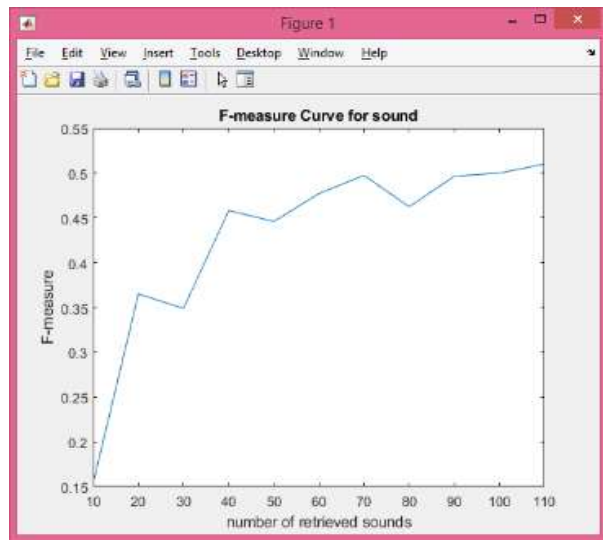 Figure 1
File Edit View Insert Tools Desktop Window Help
F-measure Curve for sound
0.55
0.5
0.45
0.4
0.35
0.3
0.25
0.2
0.15
F-measure
10 20 30 40 50 60 70 80 90 100 110
number of retrieved sounds